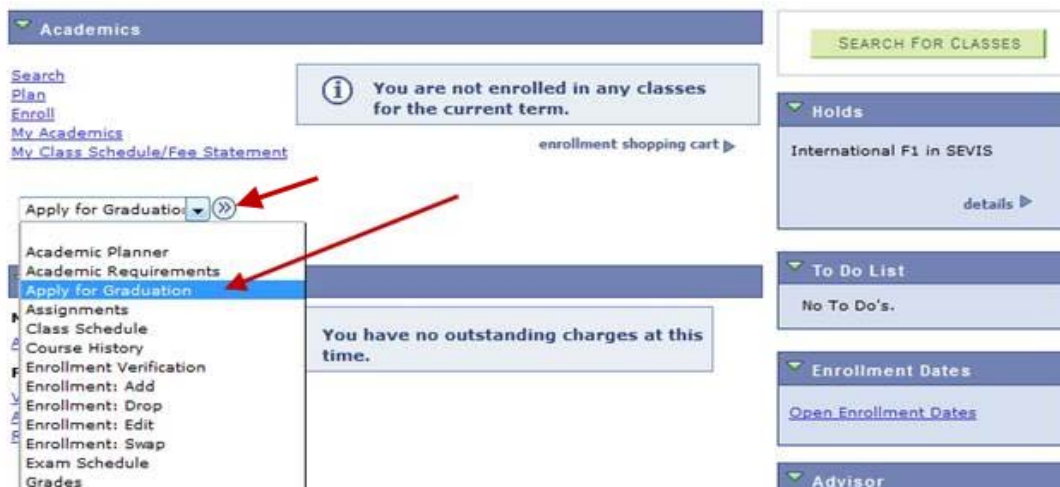 Academics
Search
Plan
Enroll
My Academics
My Class Schedule/Fee Statement
You are not enrolled in any classes
for the current term.
enrollment shopping cart
Apply for Graduation
Academic Planner
Academic Requirements
Apply for Graduation
Assignments
Class Schedule
Course History
Enrollment Verification
Enrollment: Add
Enrollment: Drop
Enrollment: Edit
Enrollment: Swap
Exam Schedule
Grades
You have no outstanding charges at this
time.
SEARCH FOR CLASSES
Holds
International F1 in SEVIS
details
To Do List
No To Do's.
Enrollment Dates
Open Enrollment Dates
Advisor